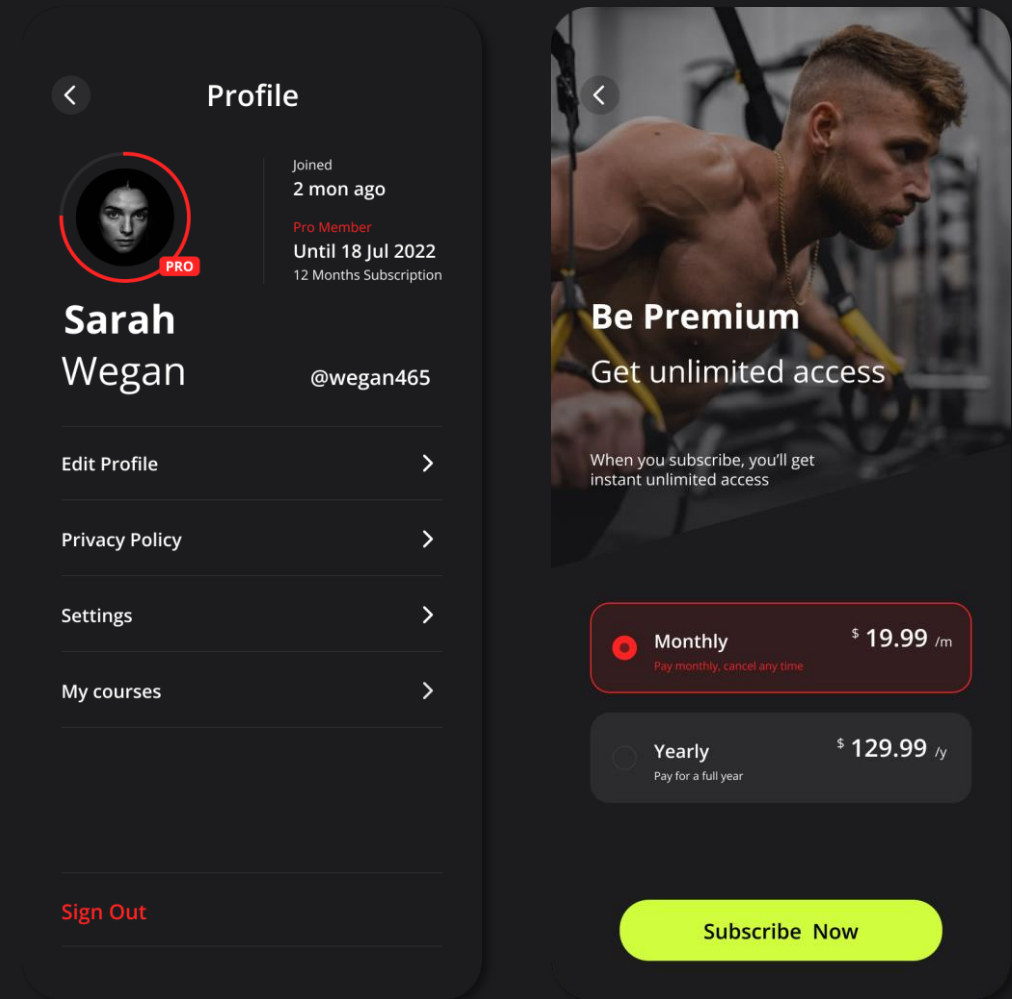 Profile
Joined
2 mon ago
Pro Member
Until 18 Jul 2022
12 Months Subscription
PRO
Sarah
Wegan
@wegan465
Edit Profile
Privacy Policy
Settings
My courses
Sign Out
Be Premium
Get unlimited access
When you subscribe, you'll get
instant unlimited access
Monthly
$ 19.99 /m
Pay monthly, cancel any time
Yearly
$ 129.99 /y
Pay for a full year
Subscribe Now